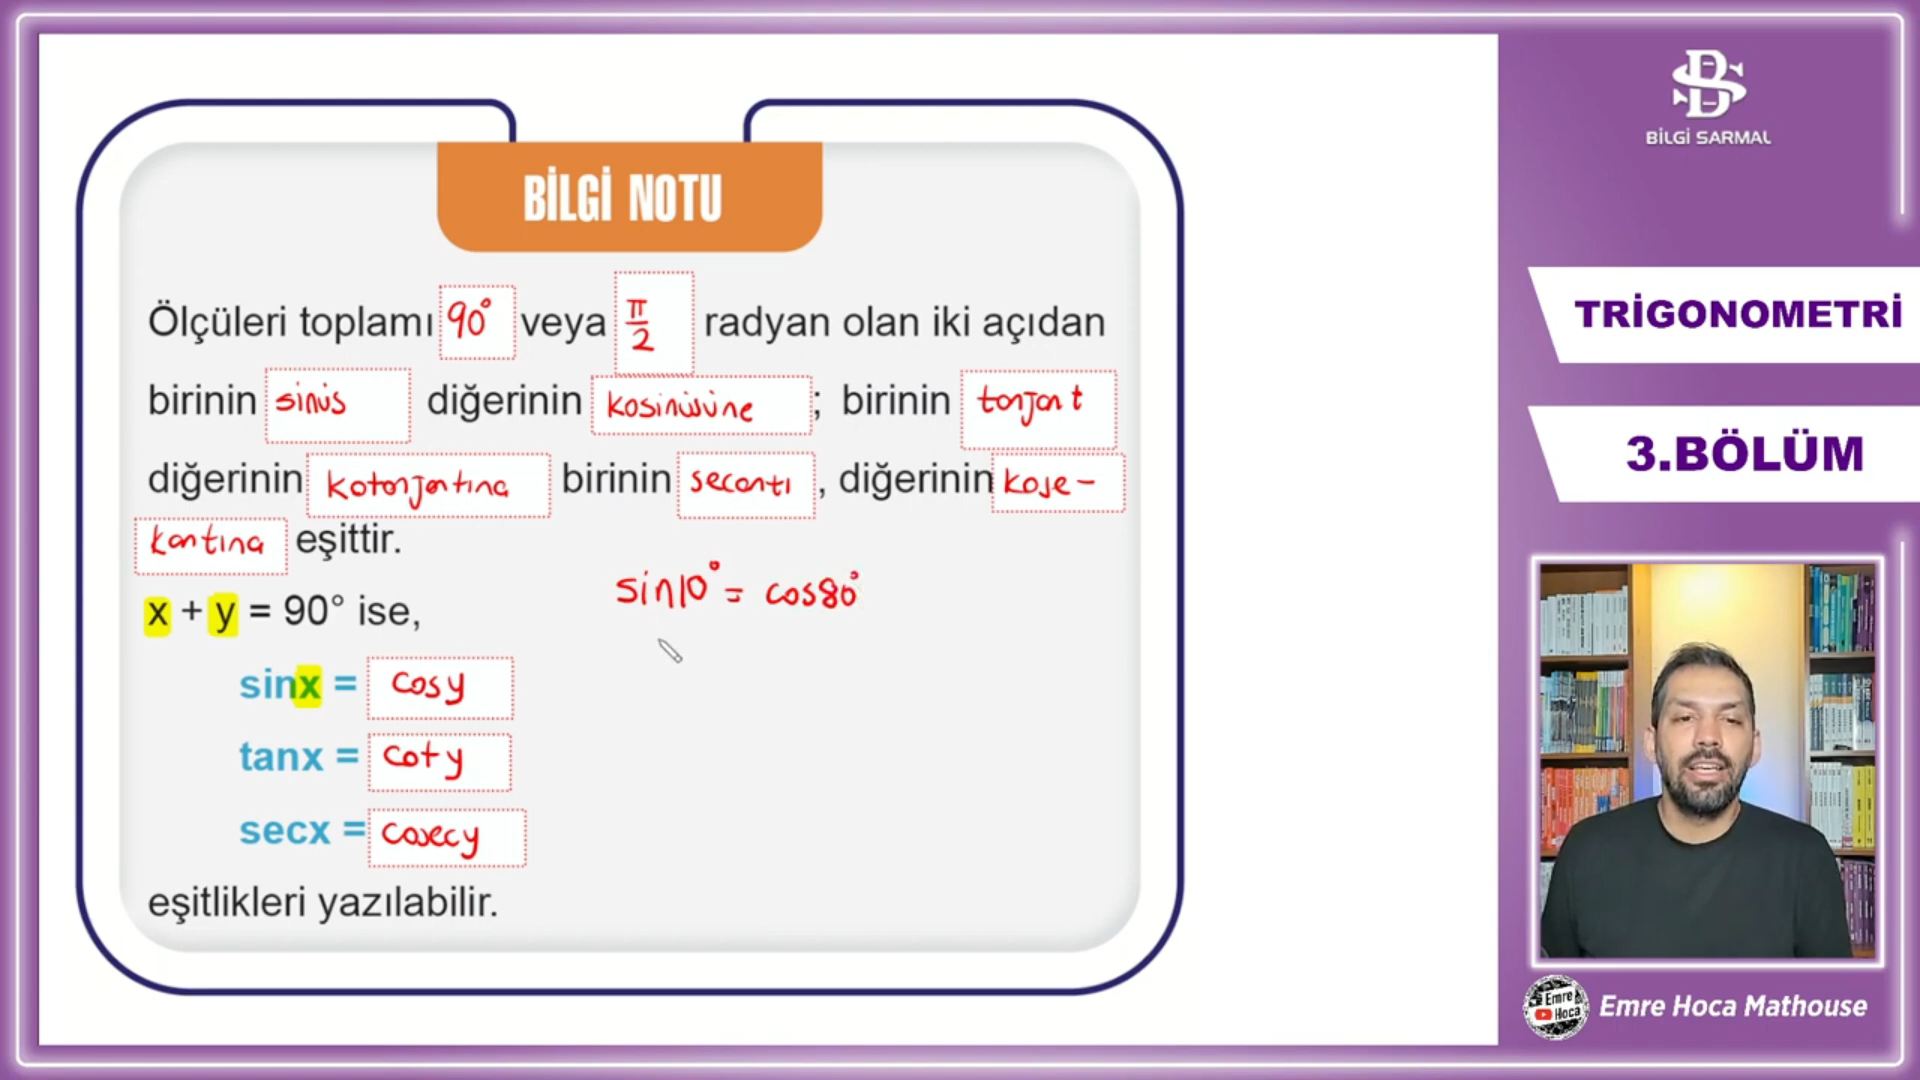 BİLGİ NOTU
Ölçüleri toplamı 90° veya π/2 radyan olan iki açıdan
birinin sinüs diğerinin kosinüsüne ; birinin tanjant
diğerinin kotanjantına birinin secantı , diğerinin kose-
kantına eşittir.
sin10° = cos80°
x + y = 90° ise,
sinx = cosy
tanx = coty
secx = cosecy
eşitlikleri yazılabilir.
BİLGİ SARMAL
TRİGONOMETRİ
3.BÖLÜM
Emre
Hoca
Emre Hoca Mathouse